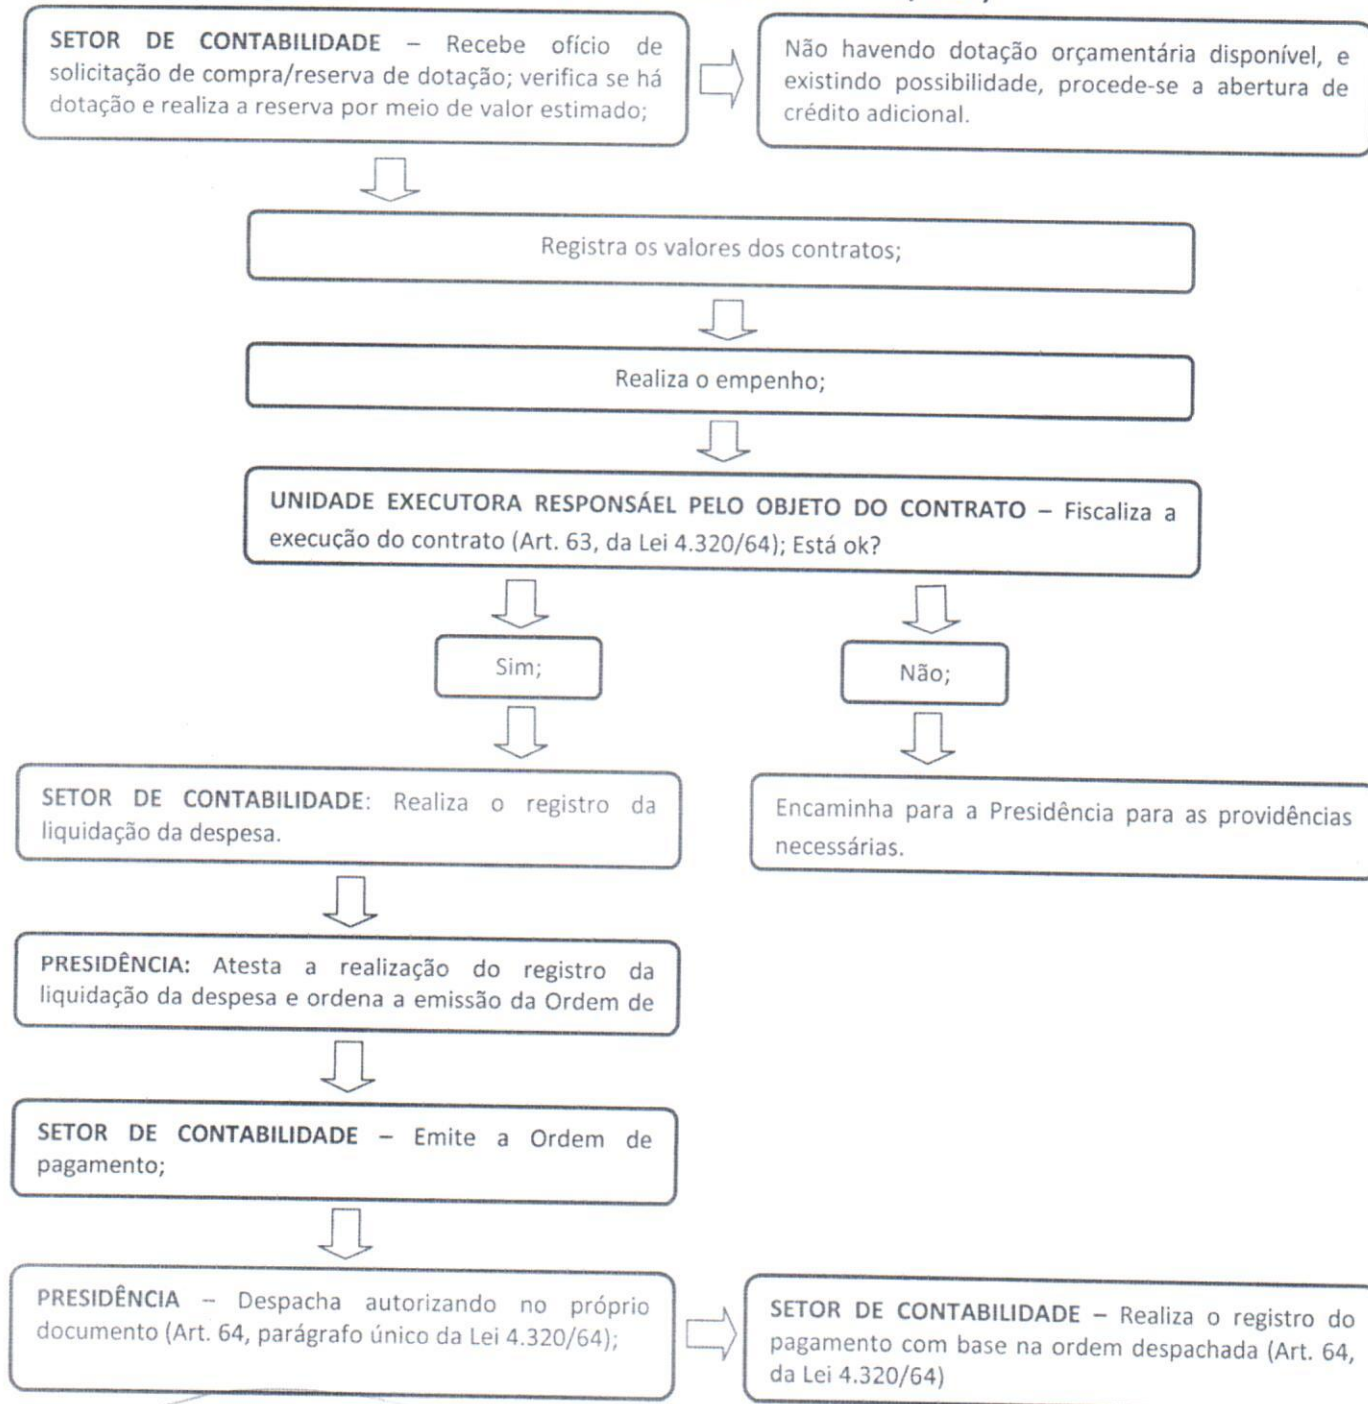 SETOR DE CONTABILIDADE – Recebe ofício de
solicitação de compra/reserva de dotação; verifica se há
dotação e realiza a reserva por meio de valor estimado;
Não havendo dotação orçamentária disponível, e
existindo possibilidade, procede-se a abertura de
crédito adicional.
Registra os valores dos contratos;
Realiza o empenho;
UNIDADE EXECUTORA RESPONSÁEL PELO OBJETO DO CONTRATO – Fiscaliza a
execução do contrato (Art. 63, da Lei 4.320/64); Está ok?
Sim;
Não;
SETOR DE CONTABILIDADE: Realiza o registro da
liquidação da despesa.
Encaminha para a Presidência para as providências
necessárias.
PRESIDÊNCIA: Atesta a realização do registro da
liquidação da despesa e ordena a emissão da Ordem de
SETOR DE CONTABILIDADE – Emite a Ordem de
pagamento;
PRESIDÊNCIA – Despacha autorizando no próprio
documento (Art. 64, parágrafo único da Lei 4.320/64);
SETOR DE CONTABILIDADE – Realiza o registro do
pagamento com base na ordem despachada (Art. 64,
da Lei 4.320/64)